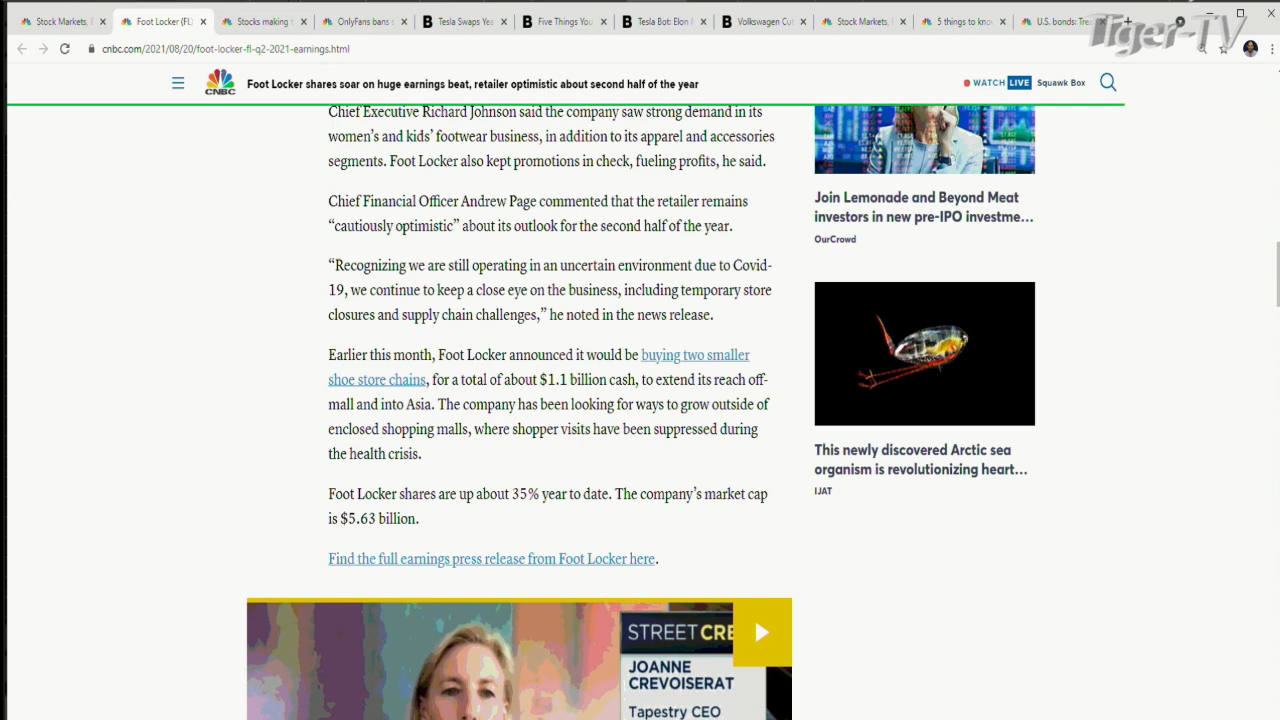 Stock Markets,
Foot Locker (FL)
Stocks making
OnlyFans bans s
Tesla Swaps Yea
Five Things You
Tesla Bot: Elon
Volkswagen Cut
Stock Markets,
5 things to know
U.S. bonds: Trea
Tiger-TV
cnbc.com/2021/08/20/foot-locker-fl-q2-2021-earnings.html
CNBC
Foot Locker shares soar on huge earnings beat, retailer optimistic about second half of the year
WATCH LIVE Squawk Box
Chief Executive Richard Johnson said the company saw strong demand in its
women’s and kids’ footwear business, in addition to its apparel and accessories
segments. Foot Locker also kept promotions in check, fueling profits, he said.
Chief Financial Officer Andrew Page commented that the retailer remains
“cautiously optimistic” about its outlook for the second half of the year.
“Recognizing we are still operating in an uncertain environment due to Covid-
19, we continue to keep a close eye on the business, including temporary store
closures and supply chain challenges,” he noted in the news release.
Earlier this month, Foot Locker announced it would be buying two smaller
shoe store chains, for a total of about $1.1 billion cash, to extend its reach off-
mall and into Asia. The company has been looking for ways to grow outside of
enclosed shopping malls, where shopper visits have been suppressed during
the health crisis.
Foot Locker shares are up about 35% year to date. The company’s market cap
is $5.63 billion.
Find the full earnings press release from Foot Locker here.
Join Lemonade and Beyond Meat
investors in new pre-IPO investme…
OurCrowd
This newly discovered Arctic sea
organism is revolutionizing heart…
IJAT
STREET CRE
JOANNE
CREVOISERAT
Tapestry CEO